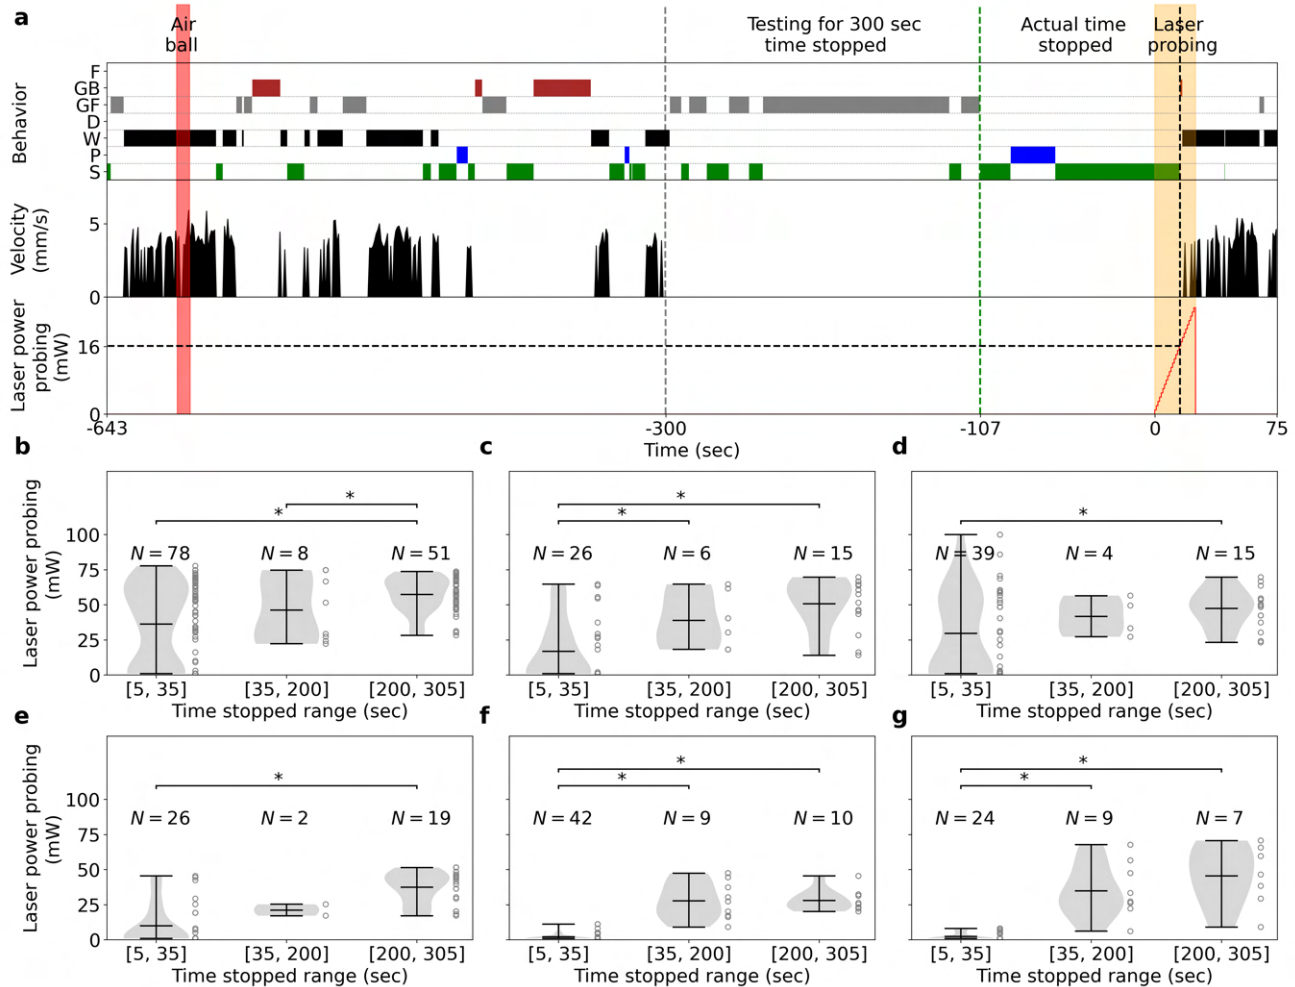 a
Air
ball
Testing for 300 sec
time stopped
Actual time
stopped
Laser
probing
Behavior
F
GB
GF
D
W
P
S
Velocity
(mm/s)
5
0
Laser power
probing
(mW)
16
0
-643
-300
-107
0
75
Time (sec)
b
Laser power probing
(mW)
100
75
50
25
0
*
*
N = 78
N = 8
N = 51
[5, 35]
[35, 200]
[200, 305]
Time stopped range (sec)
c
*
*
N = 26
N = 6
N = 15
[5, 35]
[35, 200]
[200, 305]
Time stopped range (sec)
d
*
N = 39
N = 4
N = 15
[5, 35]
[35, 200]
[200, 305]
Time stopped range (sec)
e
Laser power probing
(mW)
100
75
50
25
0
*
N = 26
N = 2
N = 19
[5, 35]
[35, 200]
[200, 305]
Time stopped range (sec)
f
*
*
N = 42
N = 9
N = 10
[5, 35]
[35, 200]
[200, 305]
Time stopped range (sec)
g
*
*
N = 24
N = 9
N = 7
[5, 35]
[35, 200]
[200, 305]
Time stopped range (sec)